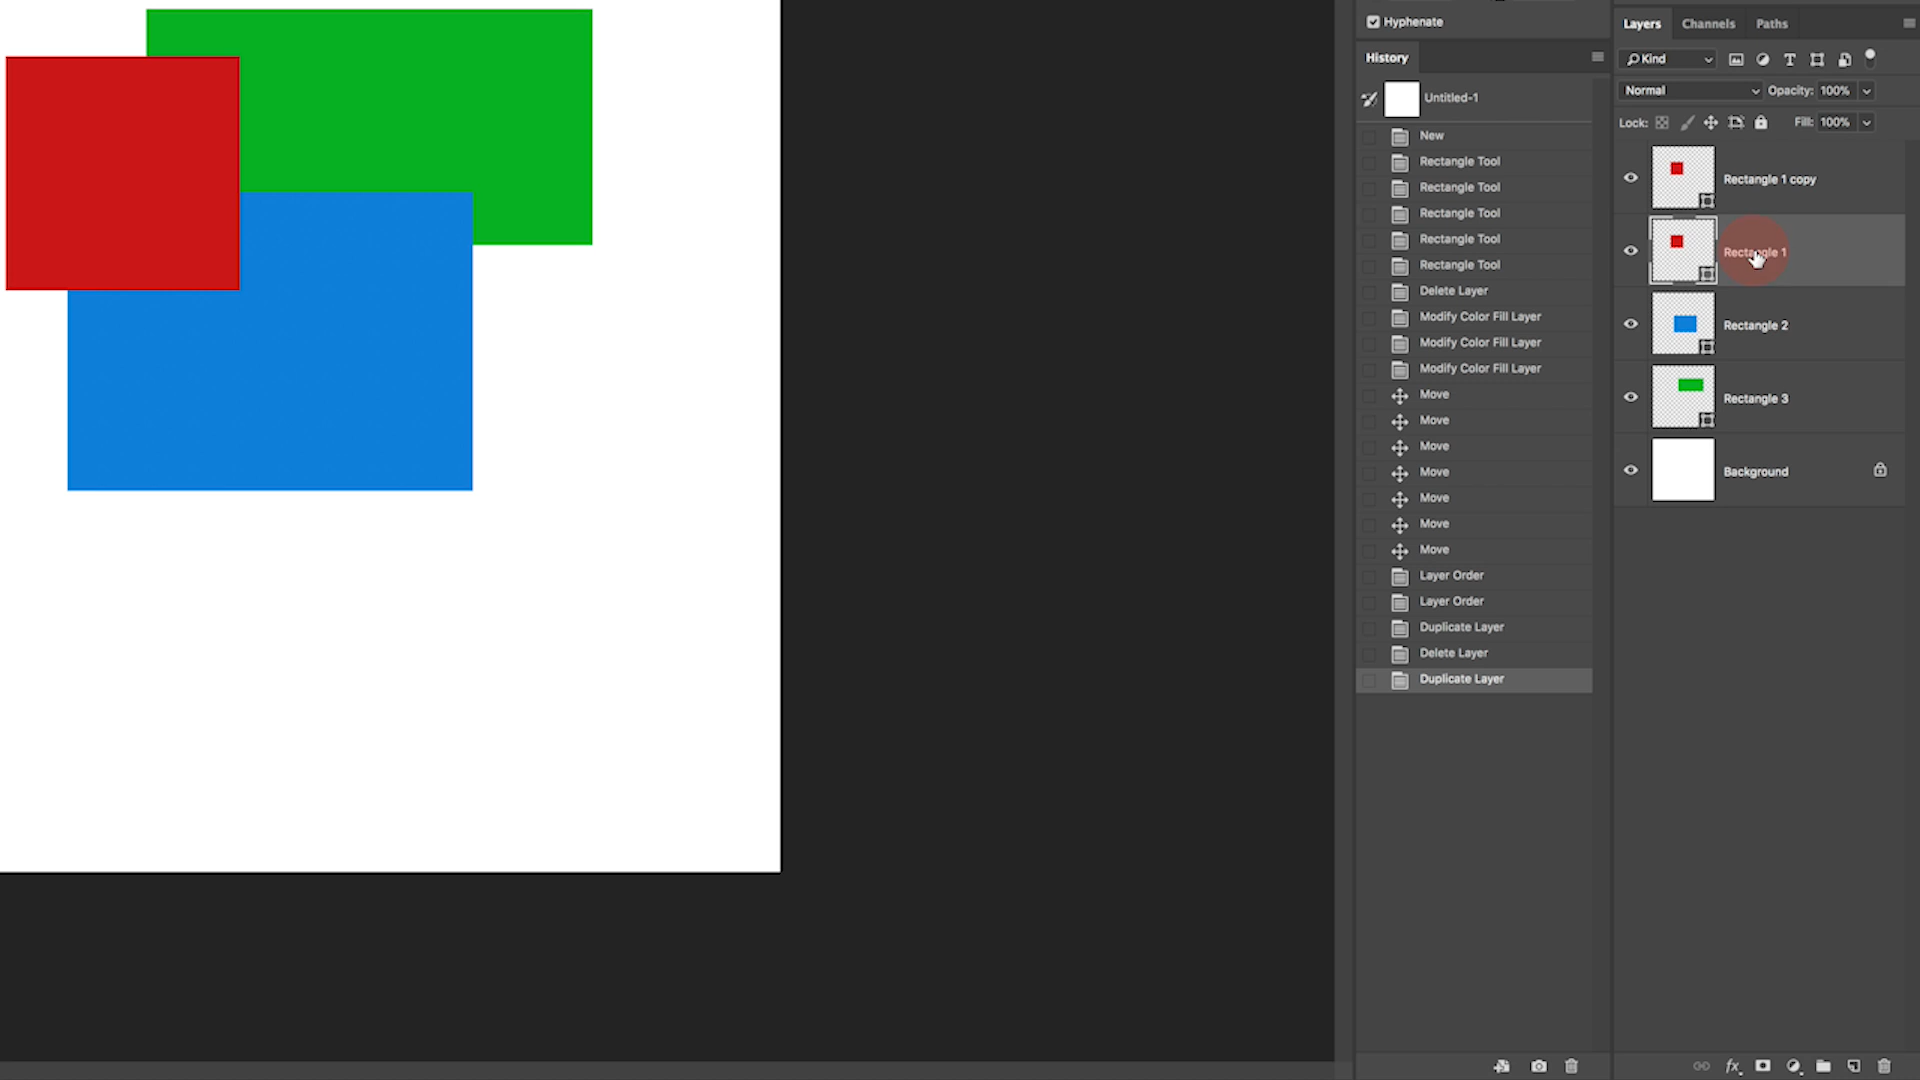 Hyphenate
History
Untitled-1
New
Rectangle Tool
Rectangle Tool
Rectangle Tool
Rectangle Tool
Rectangle Tool
Delete Layer
Modify Color Fill Layer
Modify Color Fill Layer
Modify Color Fill Layer
Move
Move
Move
Move
Move
Move
Move
Layer Order
Layer Order
Duplicate Layer
Delete Layer
Duplicate Layer
Layers Channels Paths
Kind
Normal Opacity: 100%
Lock: Fill: 100%
Rectangle 1 copy
Rectangle 1
Rectangle 2
Rectangle 3
Background
fx